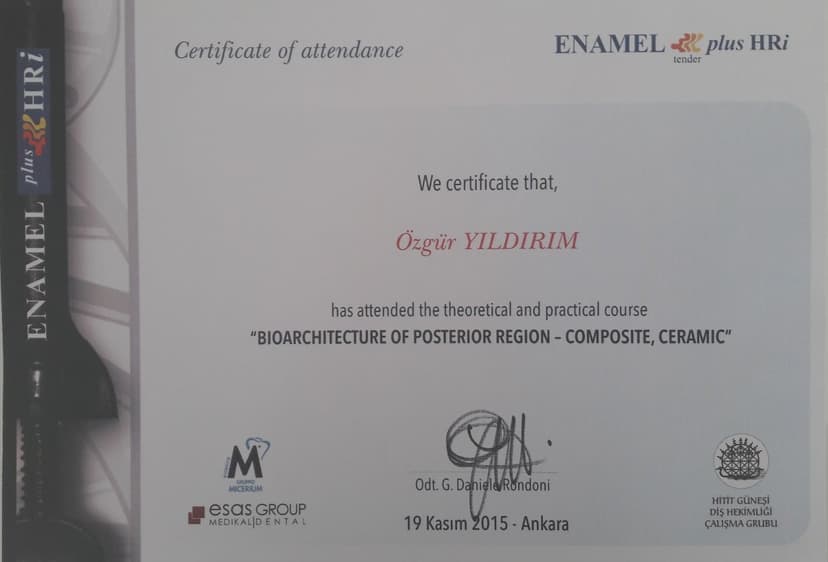 ENAMEL plus HRi
Certificate of attendance
ENAMEL plus HRi
tender
We certificate that,
Özgür YILDIRIM
has attended the theoretical and practical course
“BIOARCHITECTURE OF POSTERIOR REGION – COMPOSITE, CERAMIC”
M
GRUPPO
MICERIUM
esas GROUP
MEDIKAL|DENTAL
Odt. G. Daniele Rondoni
19 Kasım 2015 - Ankara
HİTİT GÜNEŞİ
DİŞ HEKİMLİĞİ
ÇALIŞMA GRUBU